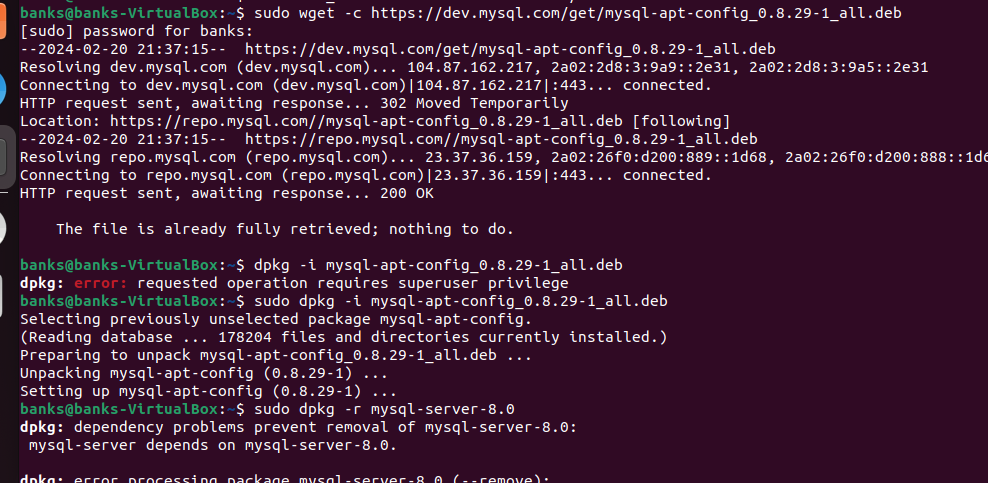 banks@banks-VirtualBox:~$ sudo wget -c https://dev.mysql.com/get/mysql-apt-config_0.8.29-1_all.deb
[sudo] password for banks:
--2024-02-20 21:37:15--  https://dev.mysql.com/get/mysql-apt-config_0.8.29-1_all.deb
Resolving dev.mysql.com (dev.mysql.com)... 104.87.162.217, 2a02:2d8:3:9a9::2e31, 2a02:2d8:3:9a5::2e31
Connecting to dev.mysql.com (dev.mysql.com)|104.87.162.217|:443... connected.
HTTP request sent, awaiting response... 302 Moved Temporarily
Location: https://repo.mysql.com//mysql-apt-config_0.8.29-1_all.deb [following]
--2024-02-20 21:37:15--  https://repo.mysql.com//mysql-apt-config_0.8.29-1_all.deb
Resolving repo.mysql.com (repo.mysql.com)... 23.37.36.159, 2a02:26f0:d200:889::1d68, 2a02:26f0:d200:888::1d6
Connecting to repo.mysql.com (repo.mysql.com)|23.37.36.159|:443... connected.
HTTP request sent, awaiting response... 200 OK
The file is already fully retrieved; nothing to do.
banks@banks-VirtualBox:~$ dpkg -i mysql-apt-config_0.8.29-1_all.deb
dpkg: error: requested operation requires superuser privilege
banks@banks-VirtualBox:~$ sudo dpkg -i mysql-apt-config_0.8.29-1_all.deb
Selecting previously unselected package mysql-apt-config.
(Reading database ... 178204 files and directories currently installed.)
Preparing to unpack mysql-apt-config_0.8.29-1_all.deb ...
Unpacking mysql-apt-config (0.8.29-1) ...
Setting up mysql-apt-config (0.8.29-1) ...
banks@banks-VirtualBox:~$ sudo dpkg -r mysql-server-8.0
dpkg: dependency problems prevent removal of mysql-server-8.0:
 mysql-server depends on mysql-server-8.0.
dpkg: error processing package mysql-server-8.0 (--remove):